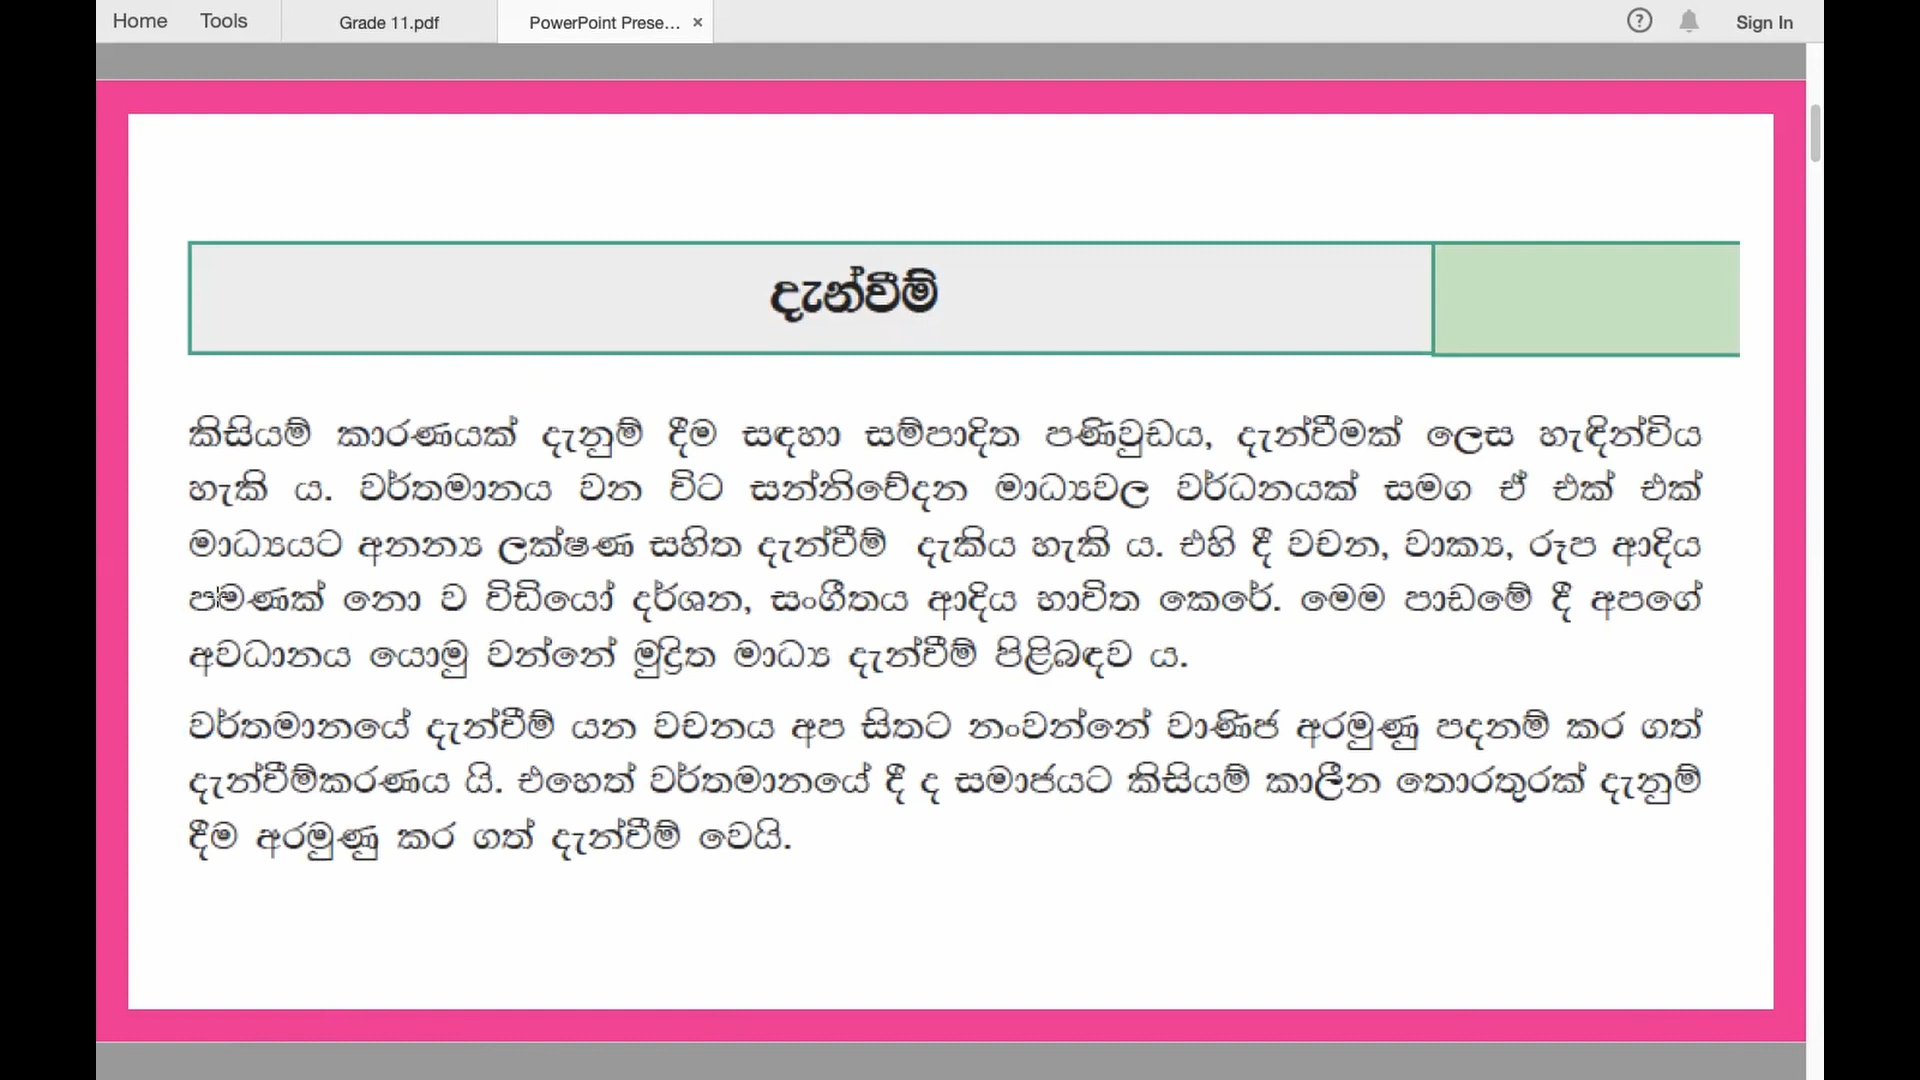 Home Tools Grade 11.pdf PowerPoint Prese... × ? Sign In
දැන්වීම්
කිසියම් කාරණයක් දැනුම් දීම සඳහා සම්පාදිත පණිවුඩය, දැන්වීමක් ලෙස හැඳින්විය
හැකි ය. වර්තමානය වන විට සන්නිවේදන මාධ්‍යවල වර්ධනයක් සමග ඒ එක් එක්
මාධ්‍යයට අනන්‍ය ලක්ෂණ සහිත දැන්වීම් දැකිය හැකි ය. එහි දී වචන, වාක්‍ය, රූප ආදිය
පමණක් නො ව විඩියෝ දර්ශන, සංගීතය ආදිය භාවිත කෙරේ. මෙම පාඩමේ දී අපගේ
අවධානය යොමු වන්නේ මුද්‍රිත මාධ්‍ය දැන්වීම් පිළිබඳව ය.
වර්තමානයේ දැන්වීම් යන වචනය අප සිතට නංවන්නේ වාණිජ අරමුණු පදනම් කර ගත්
දැන්වීම්කරණය යි. එහෙත් වර්තමානයේ දී ද සමාජයට කිසියම් කාලීන තොරතුරක් දැනුම්
දීම අරමුණු කර ගත් දැන්වීම් වෙයි.